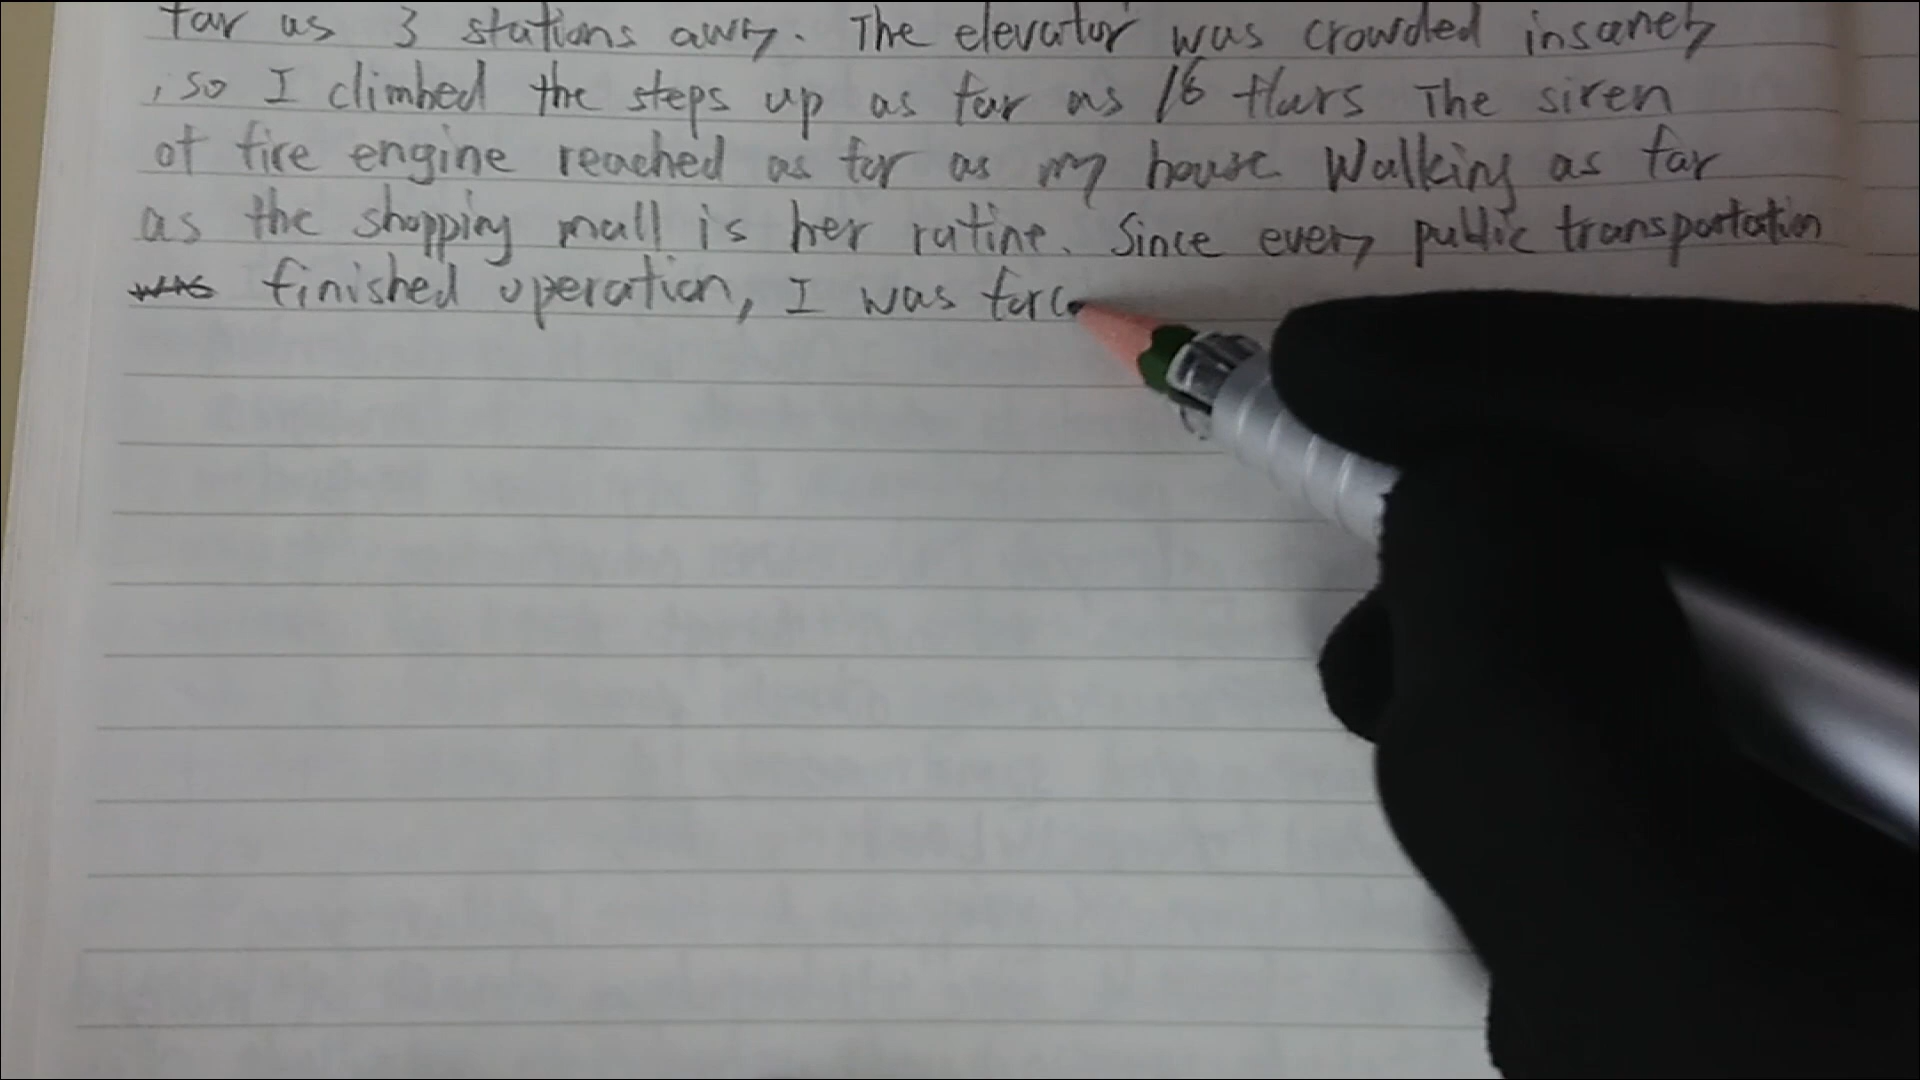 far as 3 stations away. The elevator was crowded insanely
, so I climbed the steps up as far as 16 flurs The siren
of fire engine reached as far as my house Walking as far
as the shopping mall is her rutine. Since every public transportation
was finished operation, I was forc